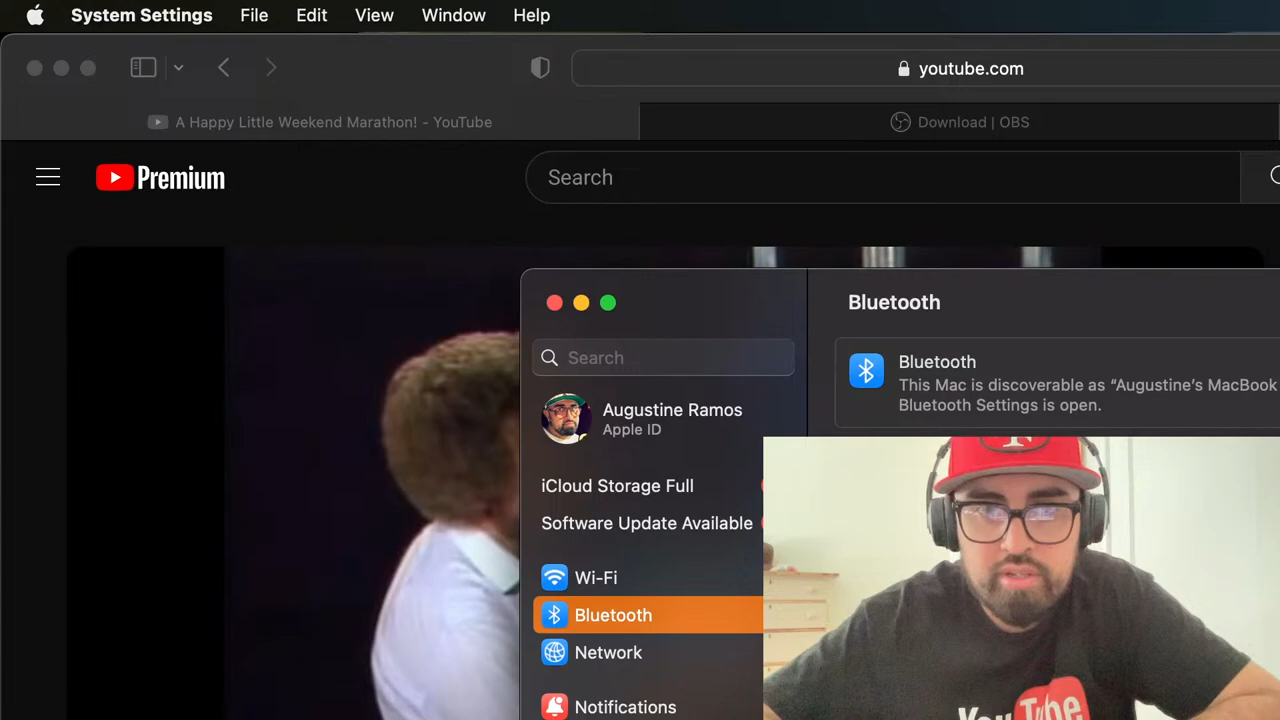 System Settings File Edit View Window Help
youtube.com
A Happy Little Weekend Marathon! - YouTube
Download | OBS
Premium
Search
Bluetooth
Search
Bluetooth
This Mac is discoverable as “Augustine’s MacBook
Bluetooth Settings is open.
Augustine Ramos
Apple ID
iCloud Storage Full
Software Update Available
Wi-Fi
Bluetooth
Network
Notifications
YouTube